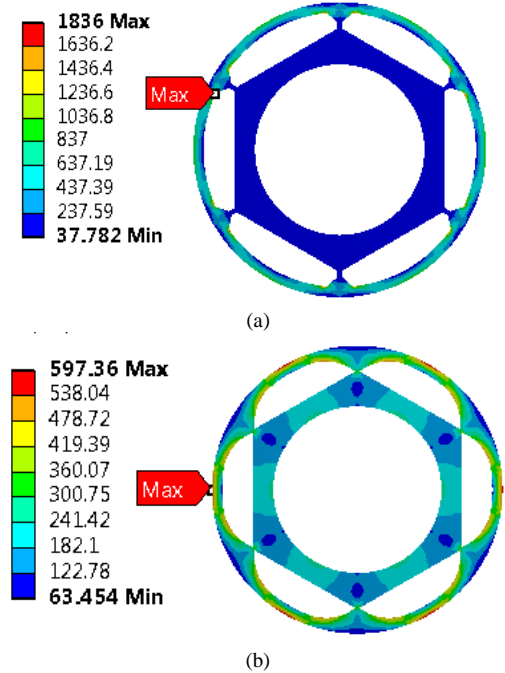 1836 Max
1636.2
1436.4
1236.6
1036.8
837
637.19
437.39
237.59
37.782 Min
Max
(a)
597.36 Max
538.04
478.72
419.39
360.07
300.75
241.42
182.1
122.78
63.454 Min
Max
(b)